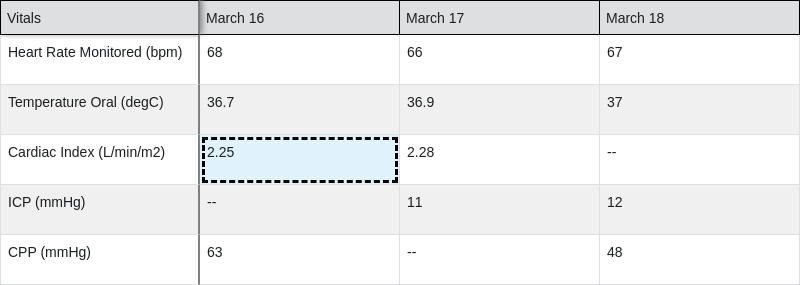 Vitals March 16 March 17 March 18
Heart Rate Monitored (bpm) 68 66 67
Temperature Oral (degC) 36.7 36.9 37
Cardiac Index (L/min/m2) 2.25 2.28 --
ICP (mmHg) -- 11 12
CPP (mmHg) 63 -- 48